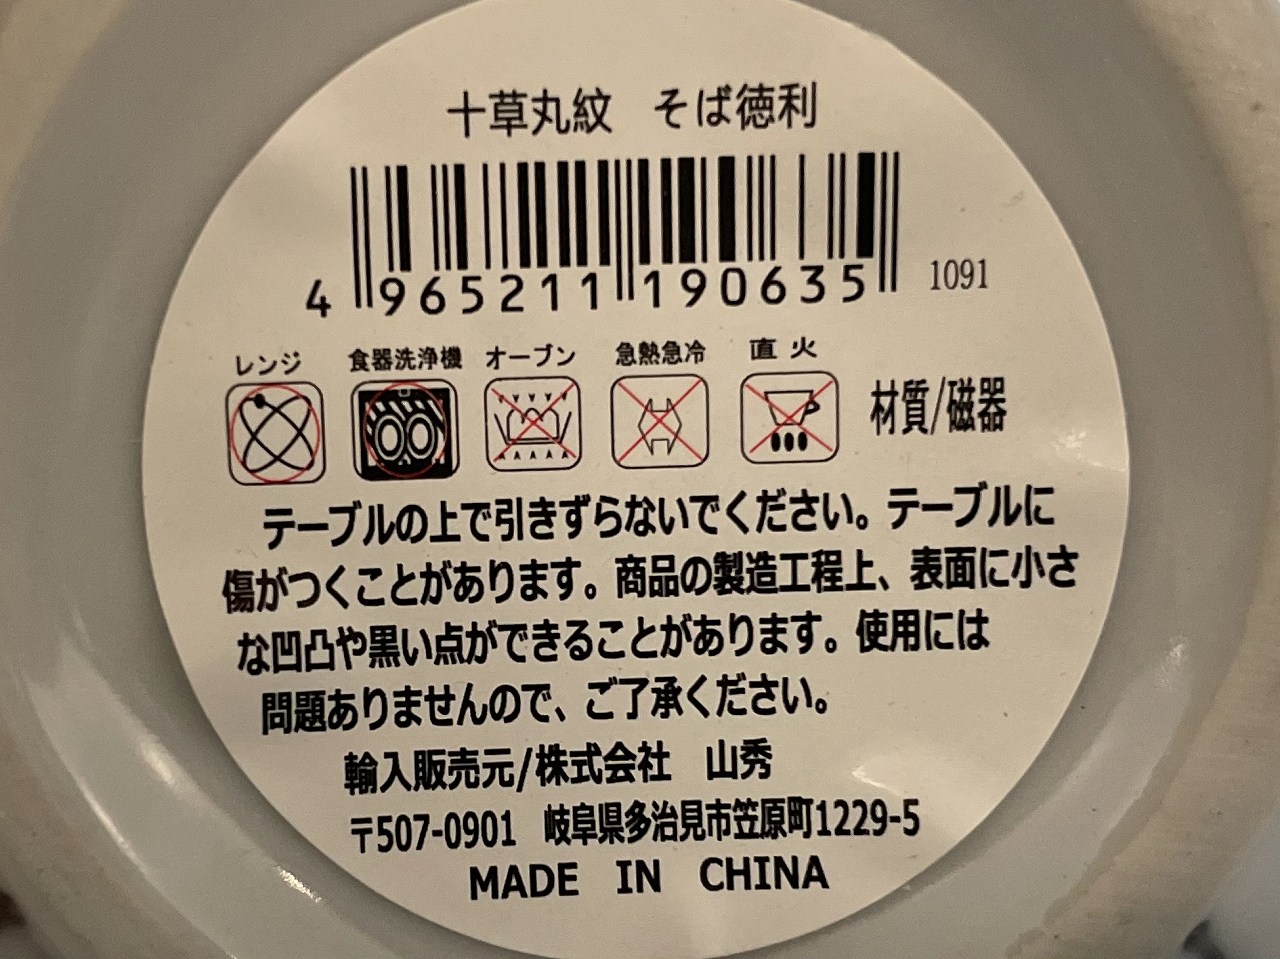 十草丸紋　そば徳利
4 965211 190635 1091
レンジ 食器洗浄機 オーブン 急熱急冷 直火
材質/磁器
テーブルの上で引きずらないでください。テーブルに
傷がつくことがあります。商品の製造工程上、表面に小さ
な凹凸や黒い点ができることがあります。使用には
問題ありませんので、ご了承ください。
輸入販売元/株式会社　山秀
〒507-0901　岐阜県多治見市笠原町1229-5
MADE IN CHINA